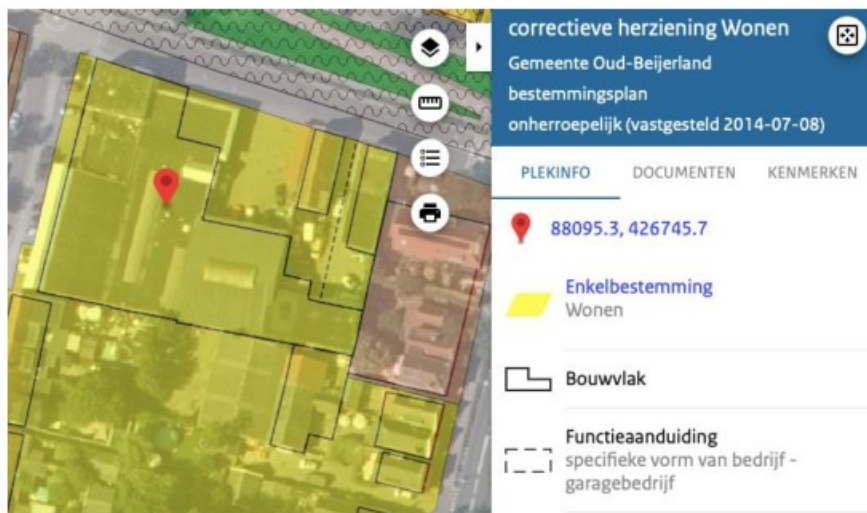 correctieve herziening Wonen
Gemeente Oud-Beijerland
bestemmingsplan
onherroepelijk (vastgesteld 2014-07-08)
PLEKINFO DOCUMENTEN KENMERKEN
88095.3, 426745.7
Enkelbestemming
Wonen
Bouwvlak
Functieaanduiding
specifieke vorm van bedrijf -
garagebedrijf